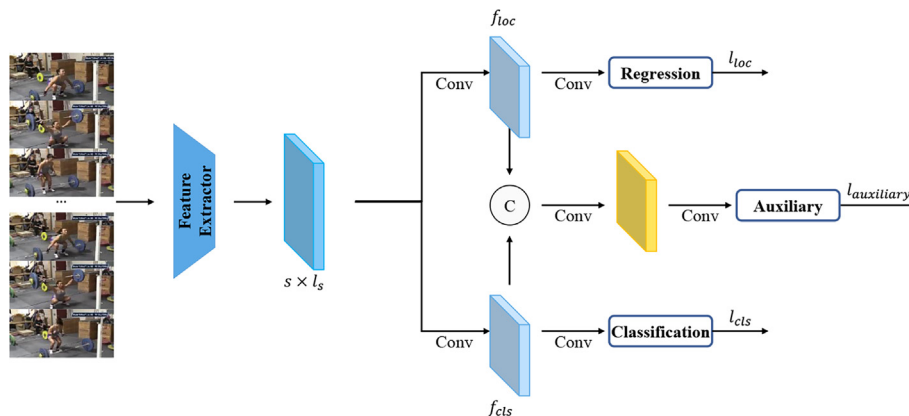 f_loc
Conv
Conv
Regression
l_loc
...
Feature
Extractor
s × l_s
C
Conv
Conv
Auxiliary
l_auxiliary
Conv
Conv
Classification
l_cls
f_cls